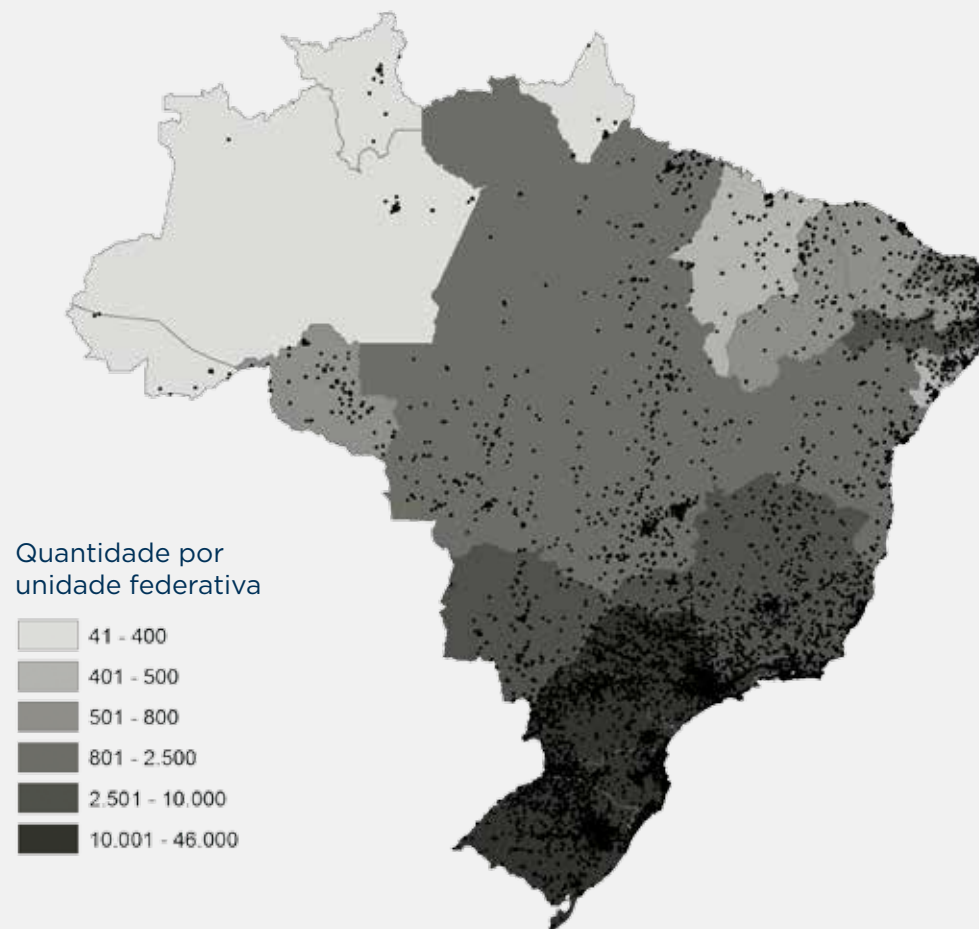 Quantidade por
unidade federativa
41 - 400
401 - 500
501 - 800
801 - 2.500
2.501 - 10.000
10.001 - 46.000